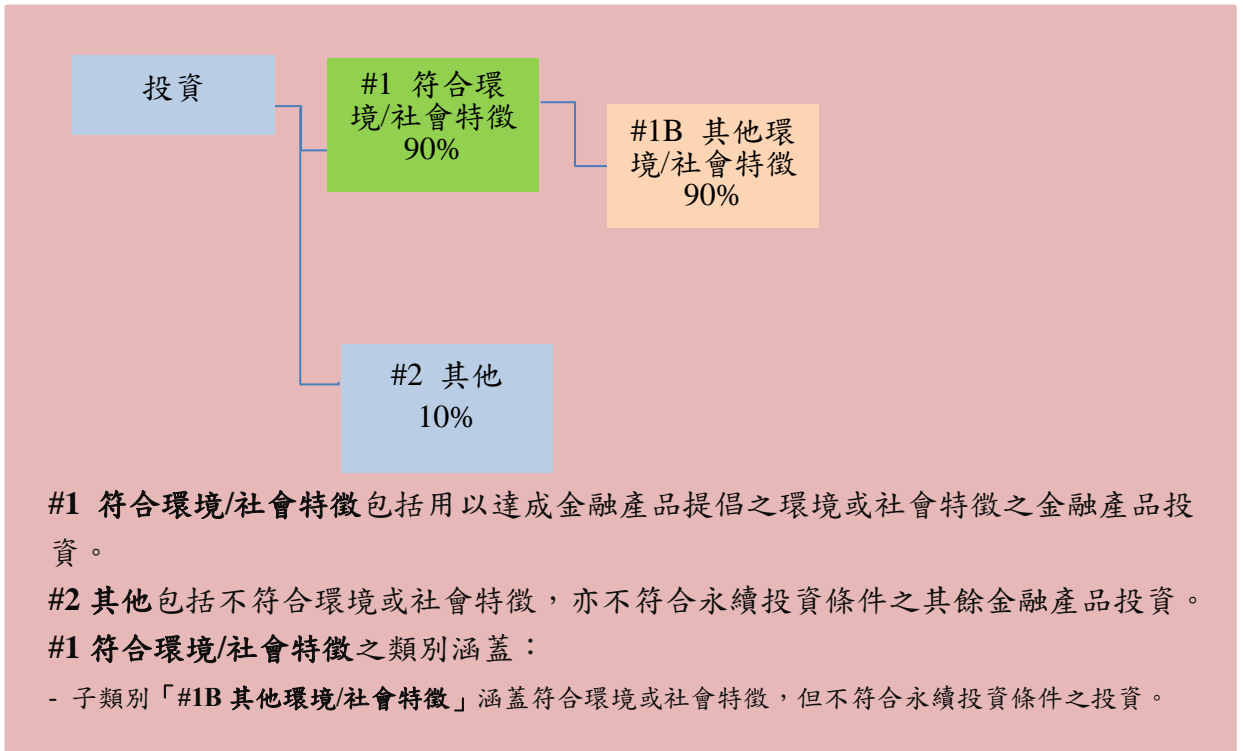 投資
#1 符合環
境/社會特徵
90%
#1B 其他環
境/社會特徵
90%
#2 其他
10%
#1 符合環境/社會特徵包括用以達成金融產品提倡之環境或社會特徵之金融產品投
資。
#2 其他包括不符合環境或社會特徵，亦不符合永續投資條件之其餘金融產品投資。
#1 符合環境/社會特徵之類別涵蓋：
- 子類別「#1B 其他環境/社會特徵」涵蓋符合環境或社會特徵，但不符合永續投資條件之投資。